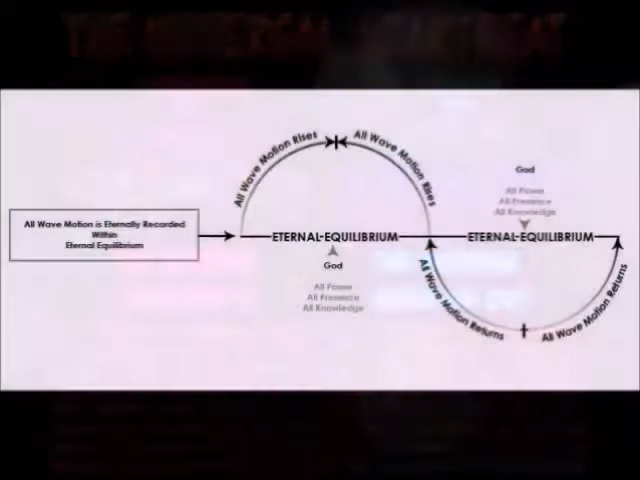 All Wave Motion Rises
All Wave Motion Rises
God
All Power
All Presence
All Knowledge
All Wave Motion is Eternally Recorded
Within
Eternal Equilibrium
ETERNAL-EQUILIBRIUM
ETERNAL-EQUILIBRIUM
God
All Power
All Presence
All Knowledge
All Wave Motion Returns
All Wave Motion Returns